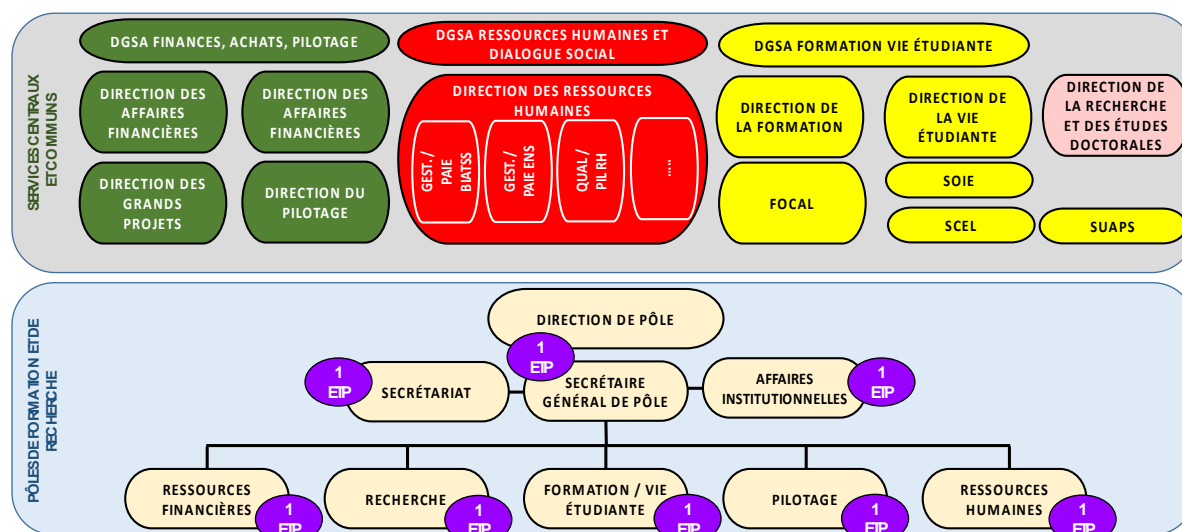 SERVICES CENTRAUX
ET COMMUNS
DGSA FINANCES, ACHATS, PILOTAGE
DGSA RESSOURCES HUMAINES ET
DIALOGUE SOCIAL
DGSA FORMATION VIE ÉTUDIANTE
DIRECTION DES
AFFAIRES
FINANCIÈRES
DIRECTION DES
AFFAIRES
FINANCIÈRES
DIRECTION DES RESSOURCES
HUMAINES
DIRECTION DE
LA FORMATION
DIRECTION DE
LA VIE
ÉTUDIANTE
DIRECTION DE
LA RECHERCHE
ET DES ÉTUDES
DOCTORALES
GEST. /
PAIE
BIATSS
GEST. /
PAIE ENS
QUAL /
PIL RH
....
DIRECTION DES
GRANDS
PROJETS
DIRECTION DU
PILOTAGE
FOCAL
SOIE
SCEL
SUAPS
PÔLES DE FORMATION ET DE
RECHERCHE
DIRECTION DE PÔLE
1
ETP
1
ETP
SECRÉTARIAT
SECRÉTAIRE
GÉNÉRAL DE PÔLE
AFFAIRES
INSTITUTIONNELLES
1
ETP
RESSOURCES
FINANCIÈRES
1
ETP
RECHERCHE
1
ETP
FORMATION / VIE
ÉTUDIANTE
1
ETP
PILOTAGE
1
ETP
RESSOURCES
HUMAINES
1
ETP